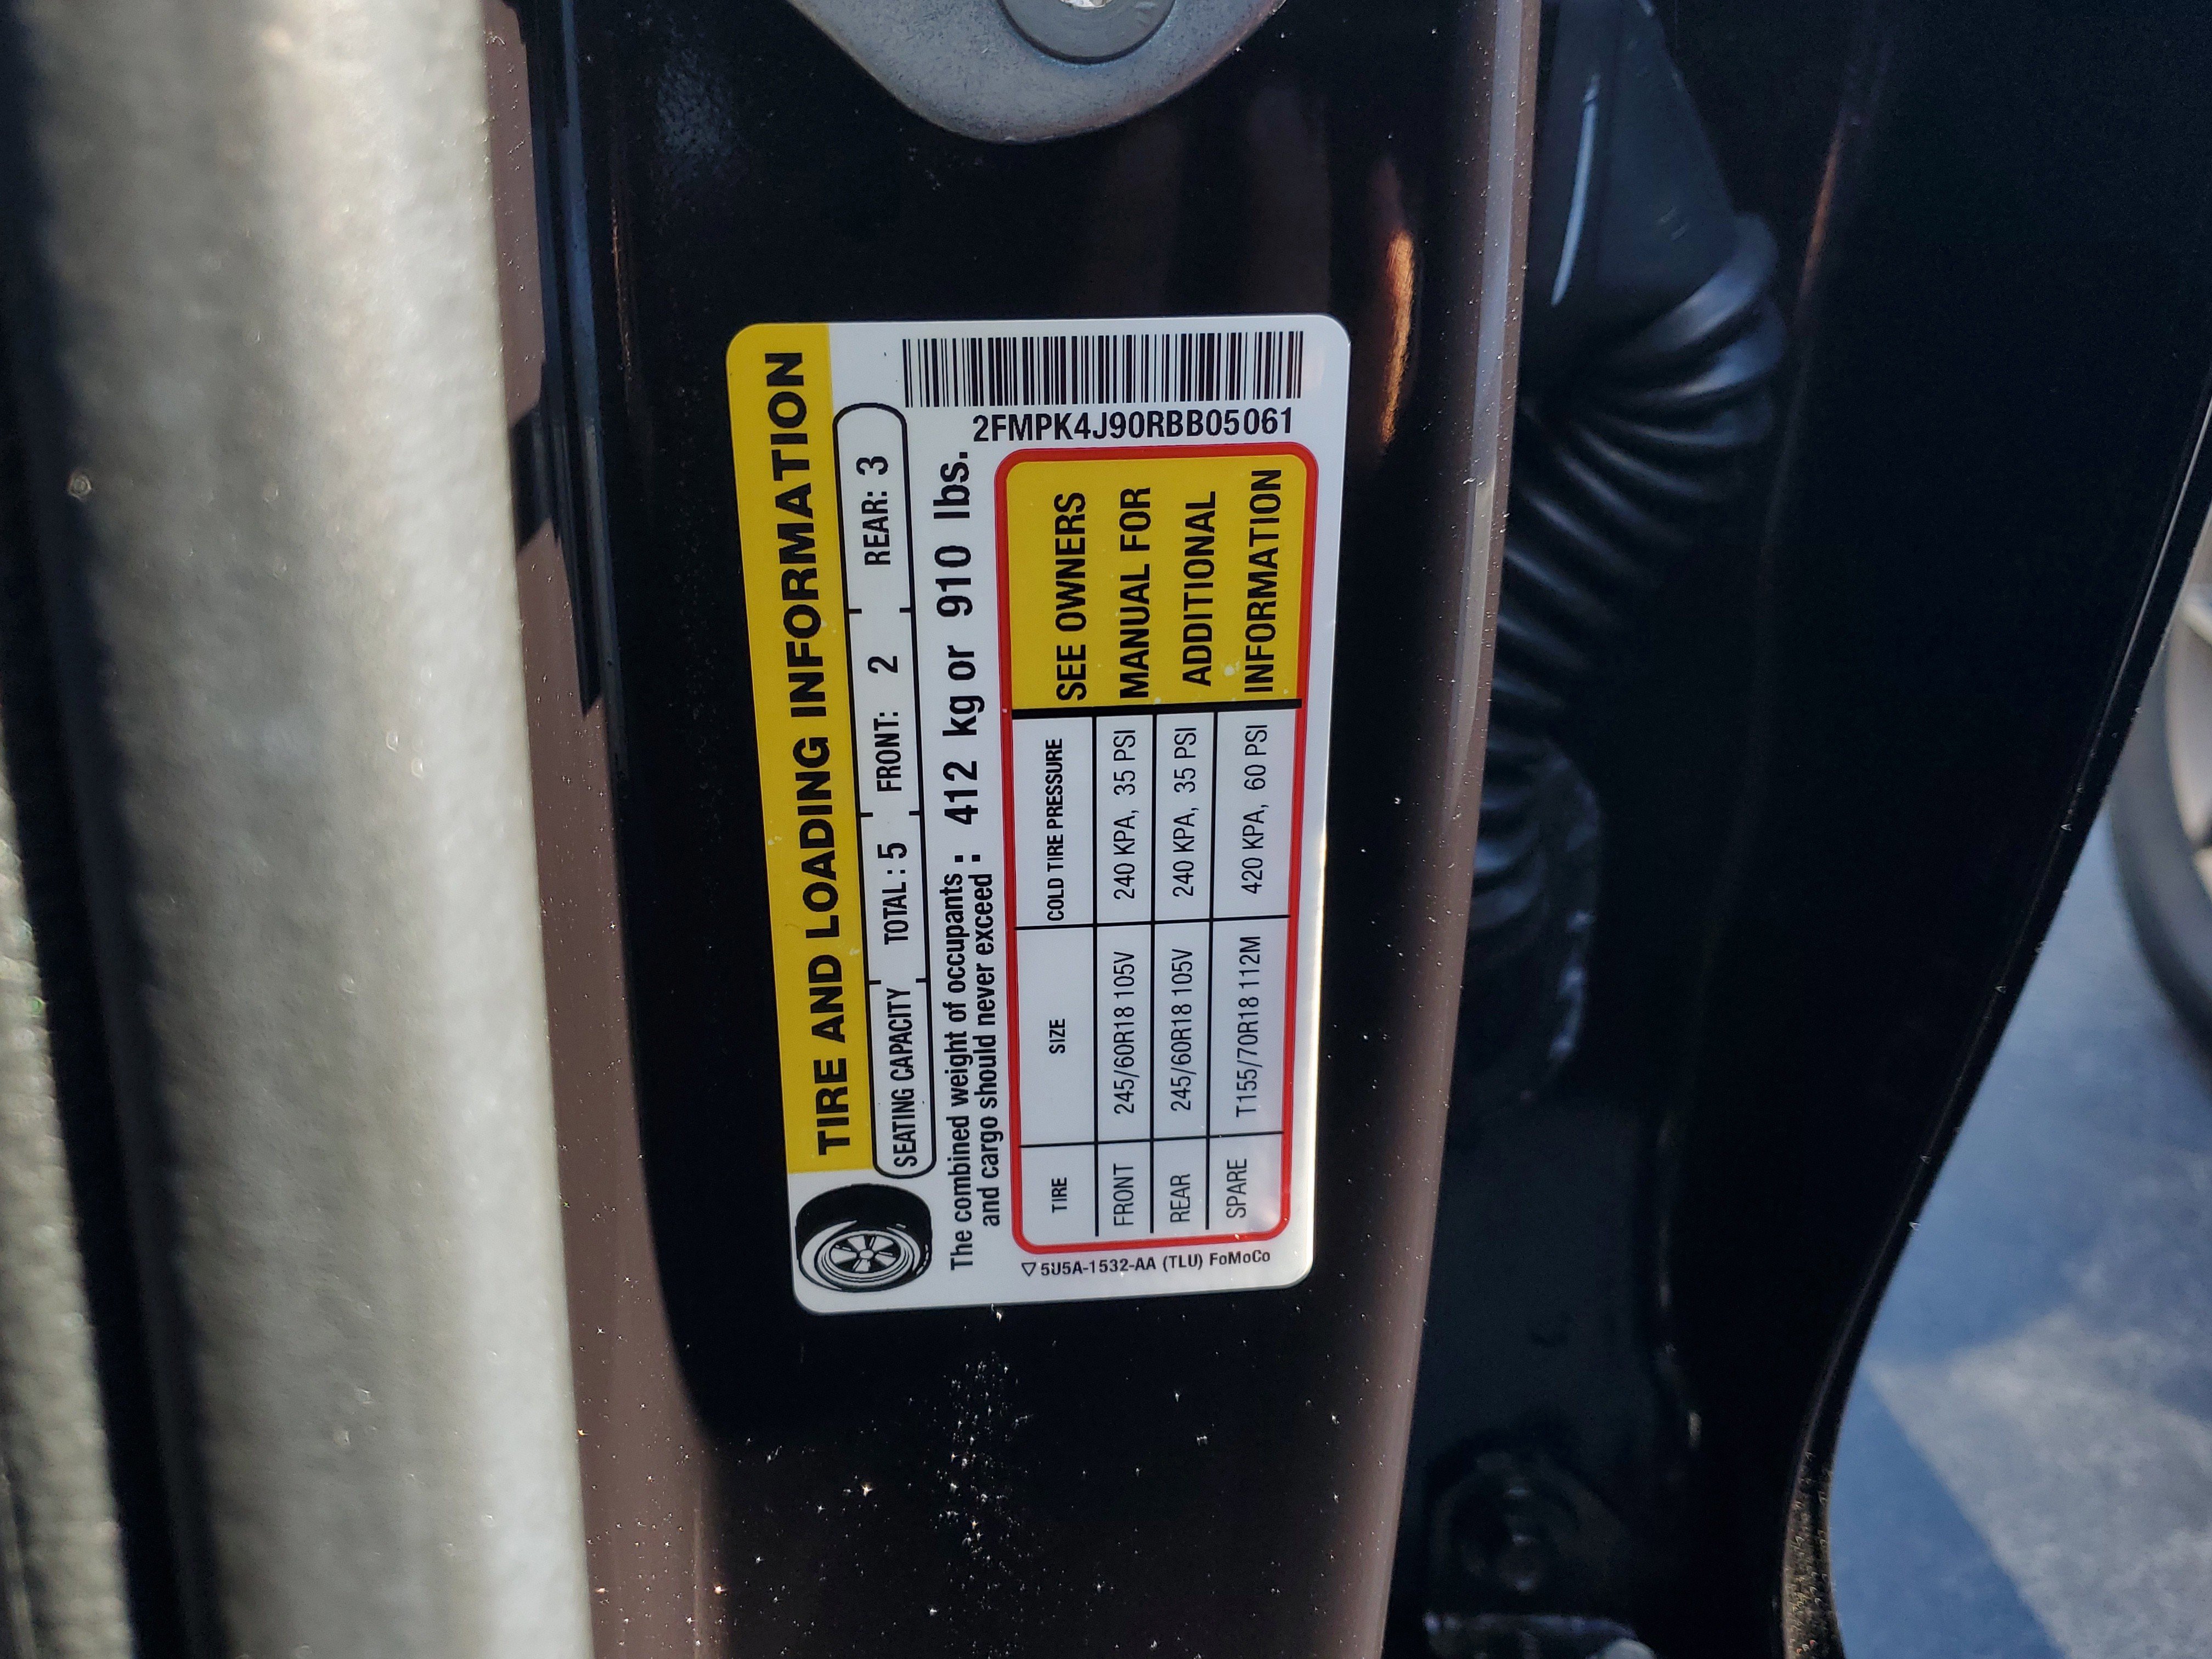 TIRE AND LOADING INFORMATION
SEATING CAPACITY TOTAL : 5 FRONT: 2 REAR: 3
The combined weight of occupants : 412 kg or 910 lbs.
and cargo should never exceed :
2FMPK4J90RBB05061
TIRE SIZE COLD TIRE PRESSURE
FRONT 245/60R18 105V 240 KPA, 35 PSI
REAR 245/60R18 105V 240 KPA, 35 PSI
SPARE T155/70R18 112M 420 KPA, 60 PSI
SEE OWNERS
MANUAL FOR
ADDITIONAL
INFORMATION
5U5A-1532-AA (TLU) FoMoCo